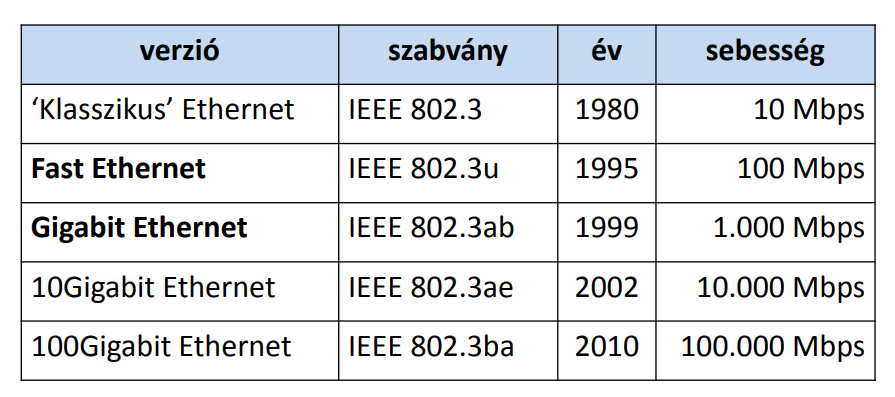 verzió szabvány év sebesség
‘Klasszikus’ Ethernet IEEE 802.3 1980 10 Mbps
Fast Ethernet IEEE 802.3u 1995 100 Mbps
Gigabit Ethernet IEEE 802.3ab 1999 1.000 Mbps
10Gigabit Ethernet IEEE 802.3ae 2002 10.000 Mbps
100Gigabit Ethernet IEEE 802.3ba 2010 100.000 Mbps